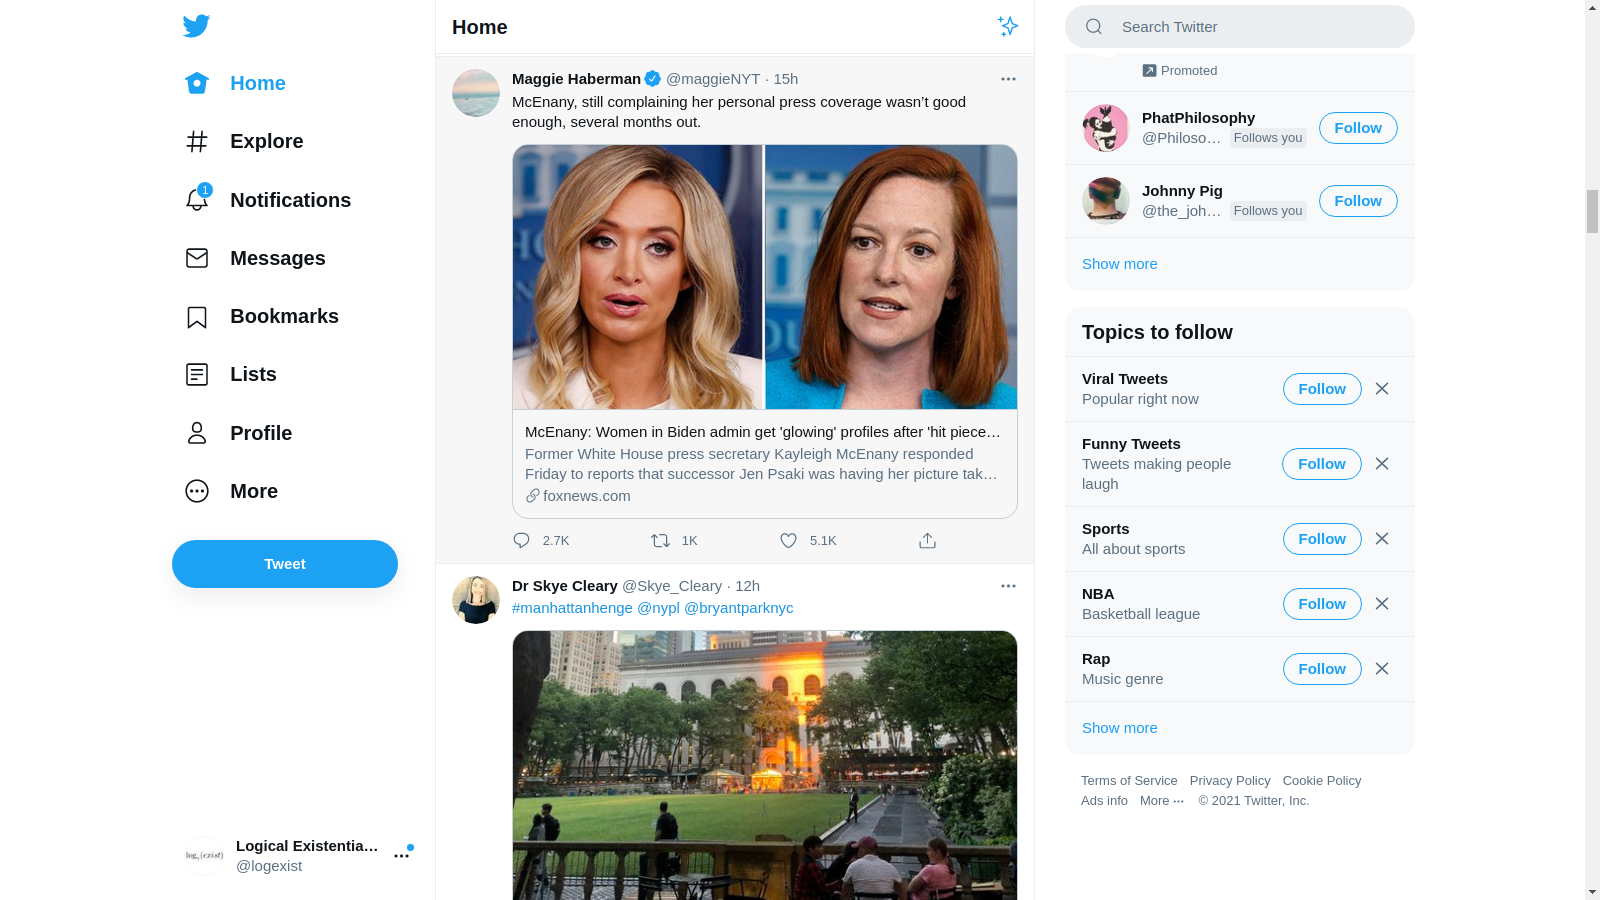 Home
Explore
1
Notifications
Messages
Bookmarks
Lists
Profile
More
Tweet
Logical Existentia…
@logexist
Home
Maggie Haberman @maggieNYT · 15h
McEnany, still complaining her personal press coverage wasn’t good
enough, several months out.
McEnany: Women in Biden admin get 'glowing' profiles after 'hit piece…
Former White House press secretary Kayleigh McEnany responded
Friday to reports that successor Jen Psaki was having her picture tak…
foxnews.com
2.7K 1K 5.1K
Dr Skye Cleary @Skye_Cleary · 12h
#manhattanhenge @nypl @bryantparknyc
Search Twitter
Promoted
PhatPhilosophy
@Philoso… Follows you
Follow
Johnny Pig
@the_joh… Follows you
Follow
Show more
Topics to follow
Viral Tweets
Popular right now
Follow
Funny Tweets
Tweets making people
laugh
Follow
Sports
All about sports
Follow
NBA
Basketball league
Follow
Rap
Music genre
Follow
Show more
Terms of Service Privacy Policy Cookie Policy
Ads info More ··· © 2021 Twitter, Inc.